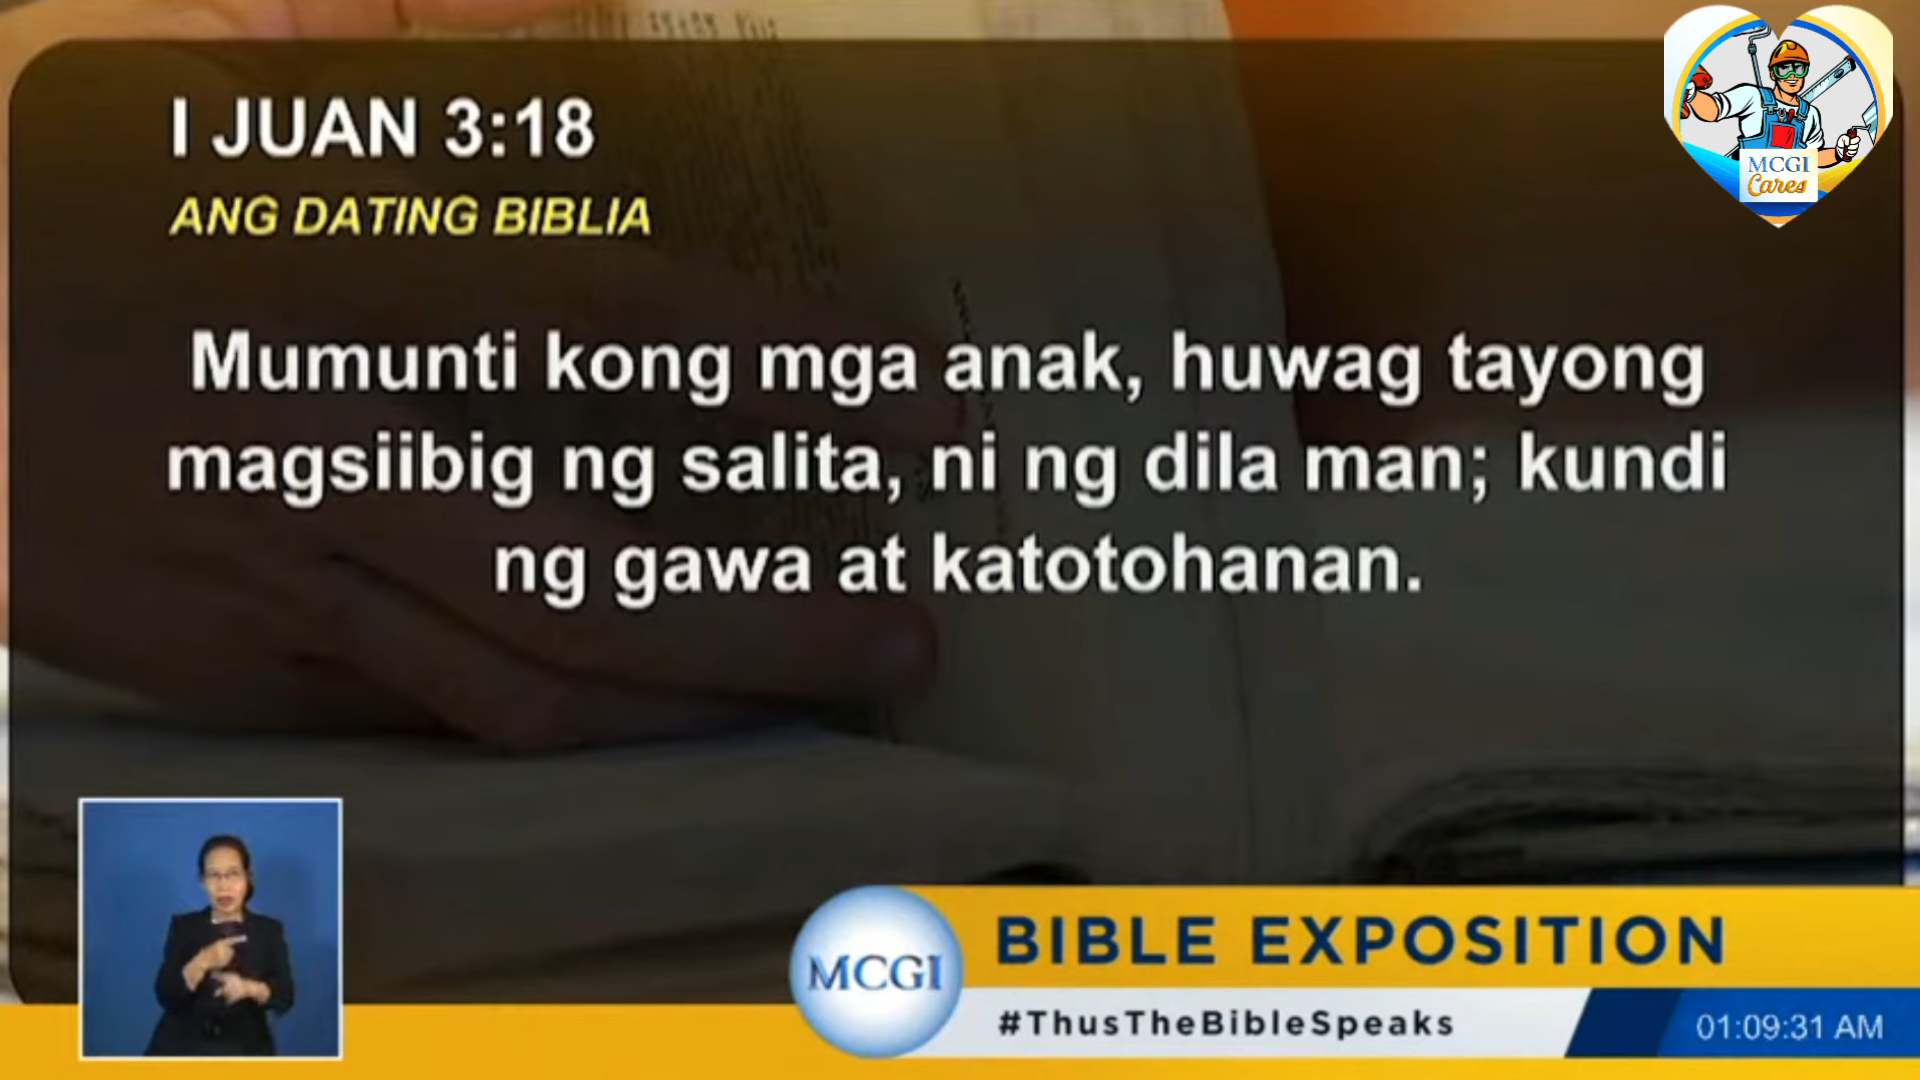 I JUAN 3:18
ANG DATING BIBLIA
Mumunti kong mga anak, huwag tayong
magsiibig ng salita, ni ng dila man; kundi
ng gawa at katotohanan.
MCGI
Cares
MCGI
BIBLE EXPOSITION
#ThusTheBibleSpeaks
01:09:31 AM